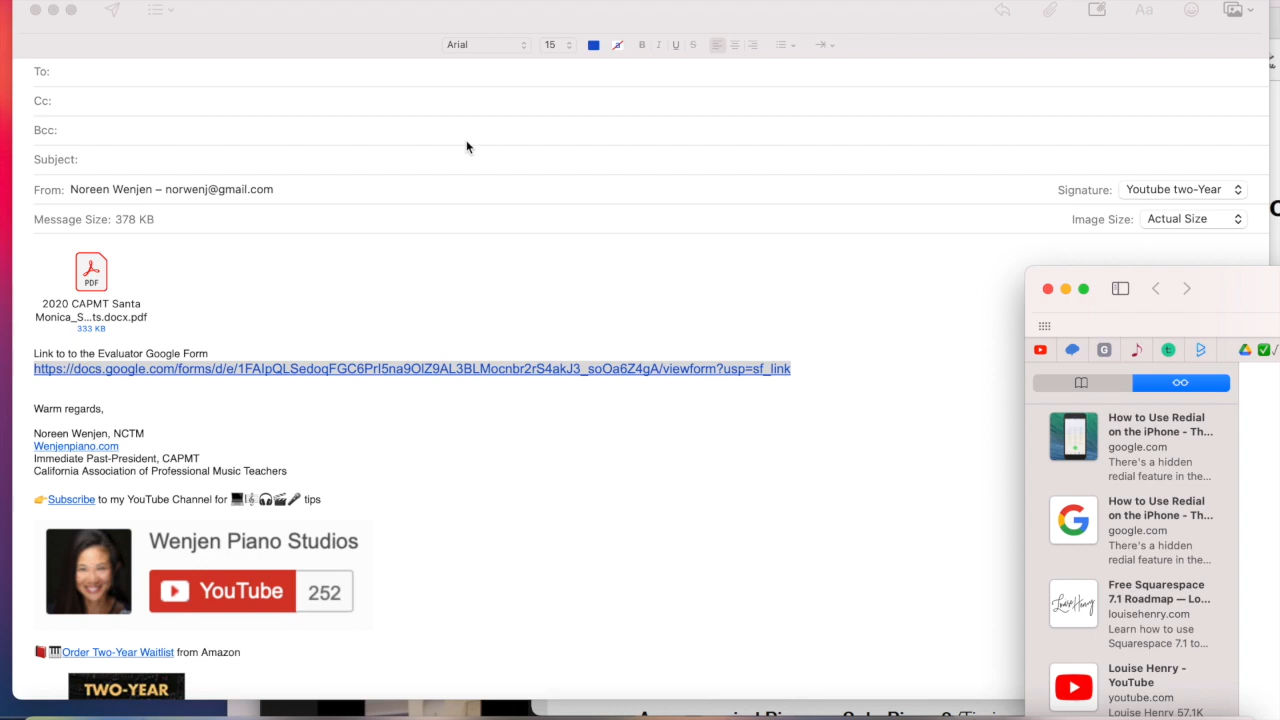 Arial
15
B I U S
Aa
To:
Cc:
Bcc:
Subject:
From: Noreen Wenjen – norwenj@gmail.com
Signature: Youtube two-Year
Message Size: 378 KB
Image Size: Actual Size
PDF
2020 CAPMT Santa
Monica_S...ts.docx.pdf
333 KB
Link to to the Evaluator Google Form
https://docs.google.com/forms/d/e/1FAIpQLSedoqFGC6PrI5na9OlZ9AL3BLMocnbr2rS4akJ3_soOa6Z4gA/viewform?usp=sf_link
Warm regards,
Noreen Wenjen, NCTM
Wenjenpiano.com
Immediate Past-President, CAPMT
California Association of Professional Music Teachers
👉Subscribe to my YouTube Channel for 💻🎼🎧🎬🎤 tips
Wenjen Piano Studios
YouTube 252
📕🎹Order Two-Year Waitlist from Amazon
TWO-YEAR
How to Use Redial
on the iPhone - Th...
google.com
There's a hidden
redial feature in the...
How to Use Redial
on the iPhone - Th...
google.com
There's a hidden
redial feature in the...
Free Squarespace
7.1 Roadmap — Lo...
louisehenry.com
Learn how to use
Squarespace 7.1 to...
Louise Henry
Louise Henry -
YouTube
youtube.com
Louise Henry 57.1K